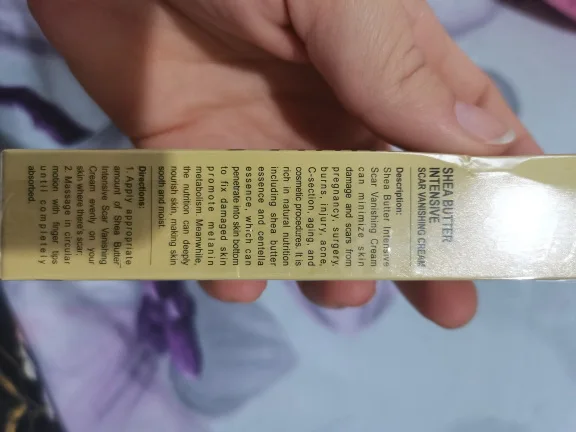 SHEA BUTTER
INTENSIVE
SCAR VANISHING CREAM
Description:
Shea Butter Intensive
Scar Vanishing Cream
can minimize skin
damage and scars from
pregnancy, surgery,
burns, injury, acne,
C-section, aging, and
cosmetic procedures. It is
rich in natural nutrition
including shea butter
essence and centella
essence, which can
penetrate into skin bottom
to fix damaged skin
promote melanin
metabolism. Meanwhile,
the nutrition can deeply
nourish skin, making skin
sooth and moist.
Directions:
1. Apply appropriate
amount of Shea Butter
Intensive Scar Vanishing
Cream evenly on your
skin where there's scar;
2. Massage in circular
motion with finger tips
until completely
absorbed.